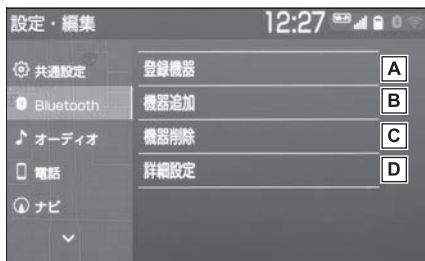 設定・編集 12:27
共通設定
Bluetooth
オーディオ
電話
ナビ
登録機器 A
機器追加 B
機器削除 C
詳細設定 D